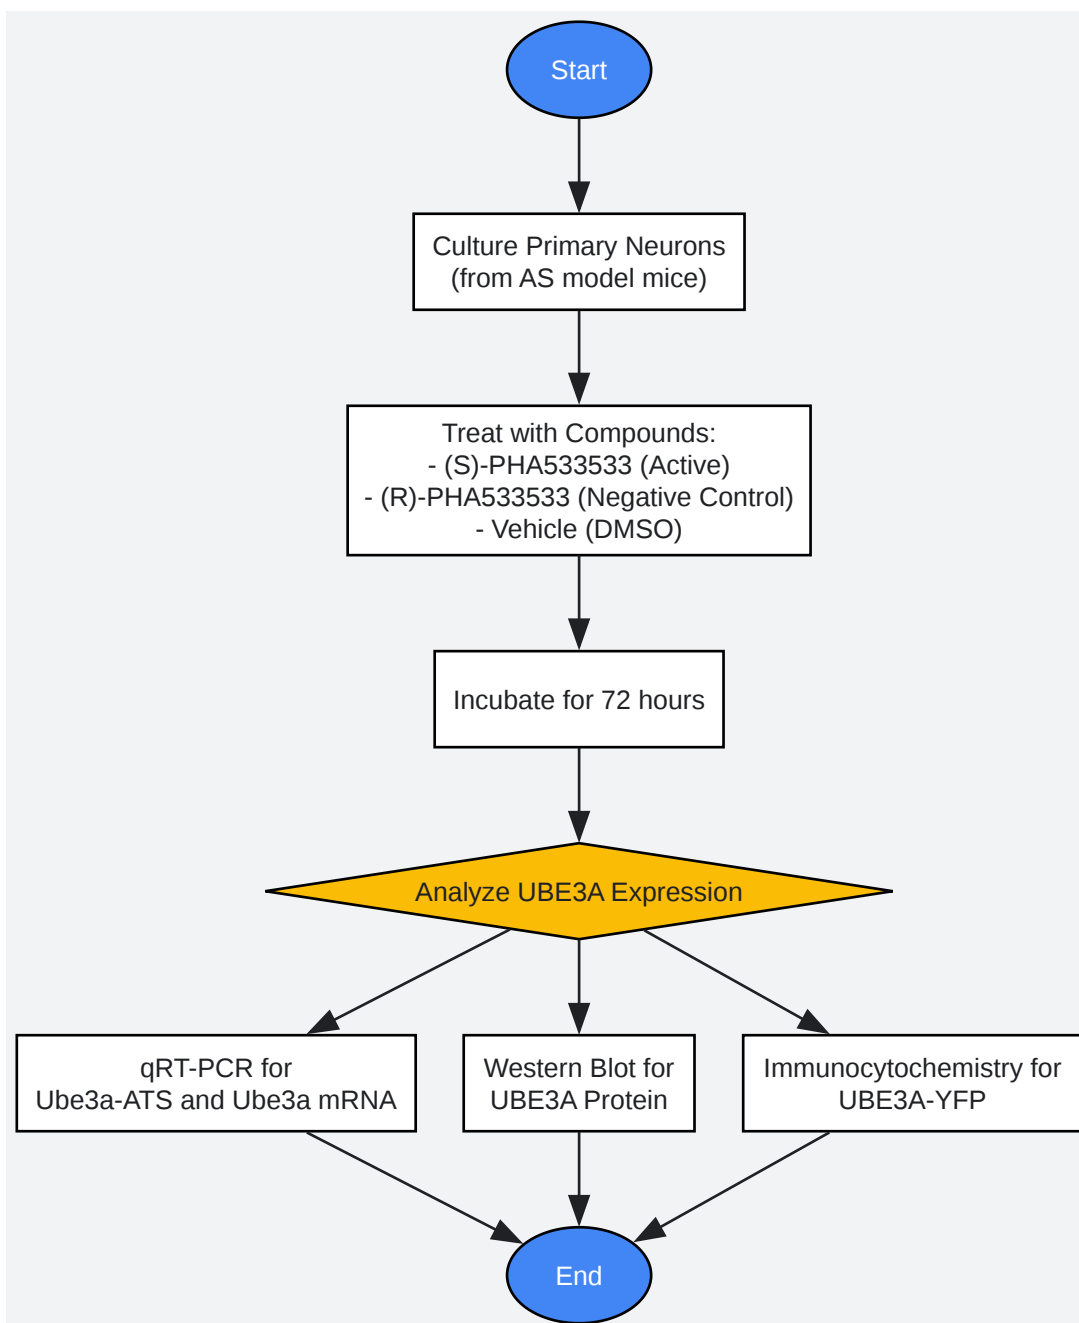 Start
Culture Primary Neurons
(from AS model mice)
Treat with Compounds:
- (S)-PHA533533 (Active)
- (R)-PHA533533 (Negative Control)
- Vehicle (DMSO)
Incubate for 72 hours
Analyze UBE3A Expression
qRT-PCR for
Ube3a-ATS and Ube3a mRNA
Western Blot for
UBE3A Protein
Immunocytochemistry for
UBE3A-YFP
End